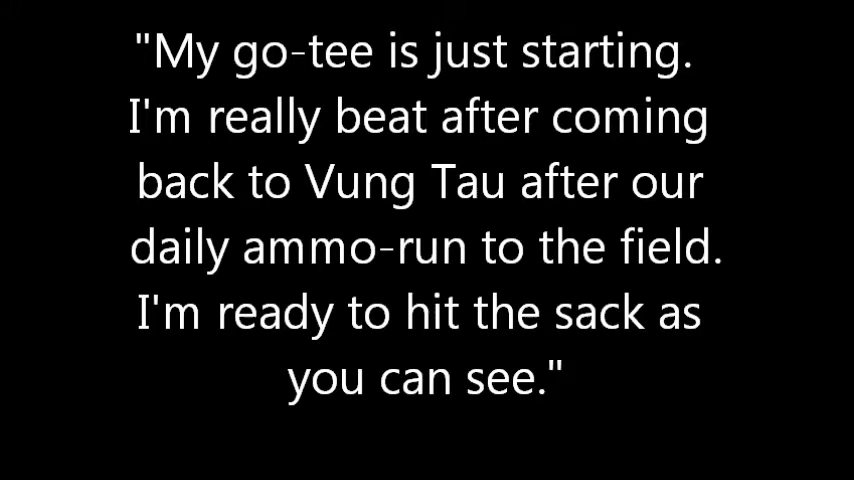 "My go-tee is just starting.
I'm really beat after coming
back to Vung Tau after our
daily ammo-run to the field.
I'm ready to hit the sack as
you can see."